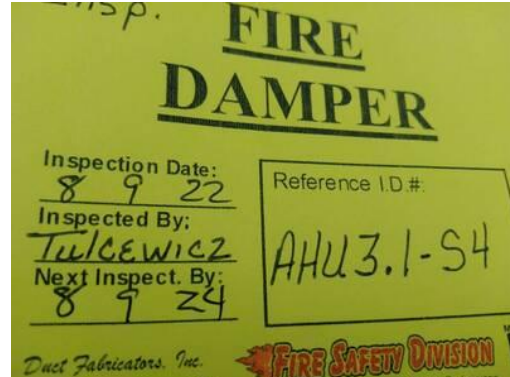 Insp.
FIRE
DAMPER
Inspection Date:
8 9 22
Inspected By:
Tulcewicz
Next Inspect. By:
8 9 24
Reference I.D.#:
AHU3.1-S4
Duct Fabricators, Inc.
FIRE SAFETY DIVISION